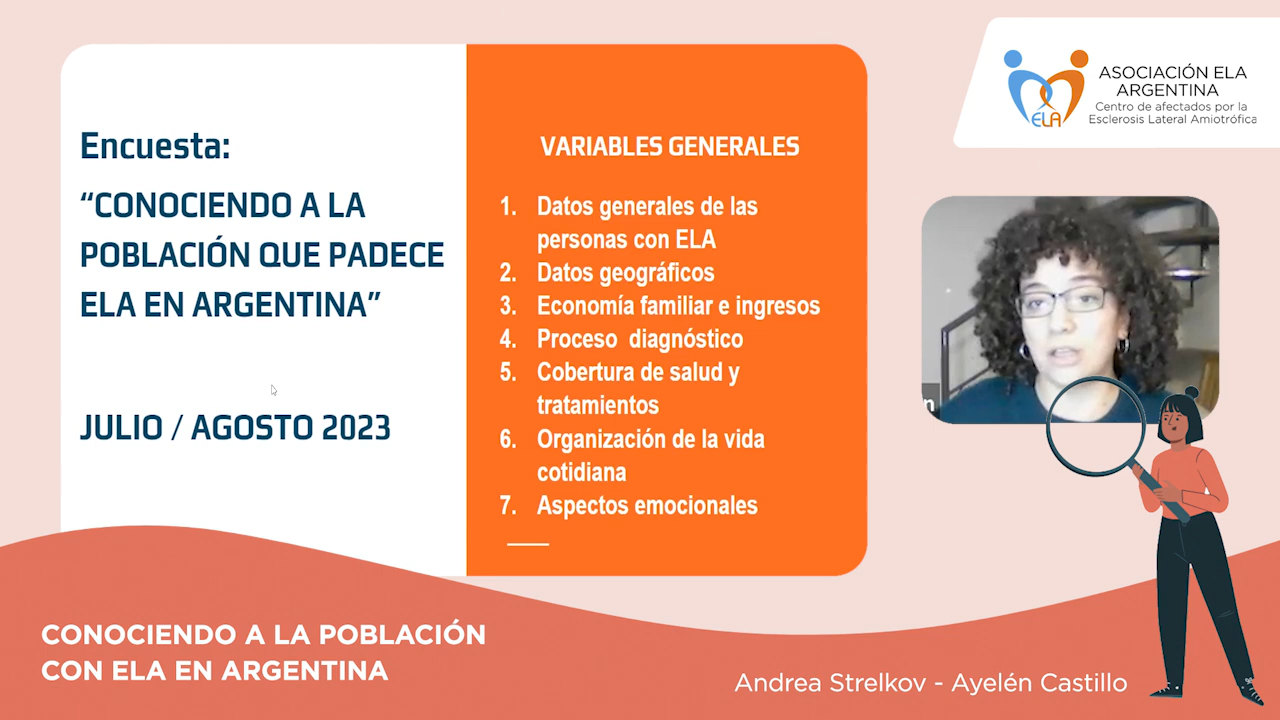 Encuesta:
“CONOCIENDO A LA
POBLACIÓN QUE PADECE
ELA EN ARGENTINA”
JULIO / AGOSTO 2023
VARIABLES GENERALES
1. Datos generales de las
personas con ELA
2. Datos geográficos
3. Economía familiar e ingresos
4. Proceso diagnóstico
5. Cobertura de salud y
tratamientos
6. Organización de la vida
cotidiana
7. Aspectos emocionales
ELA
ASOCIACIÓN ELA
ARGENTINA
Centro de afectados por la
Esclerosis Lateral Amiotrófica
CONOCIENDO A LA POBLACIÓN
CON ELA EN ARGENTINA
Andrea Strelkov - Ayelén Castillo